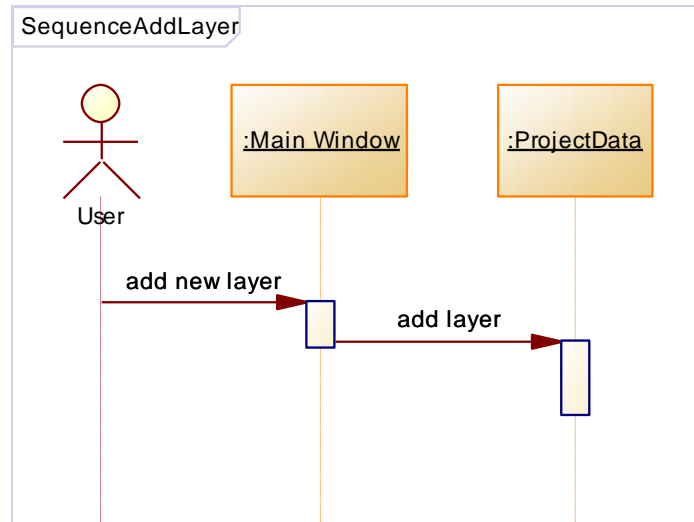 SequenceAddLayer
:Main Window
:ProjectData
User
add new layer
add layer